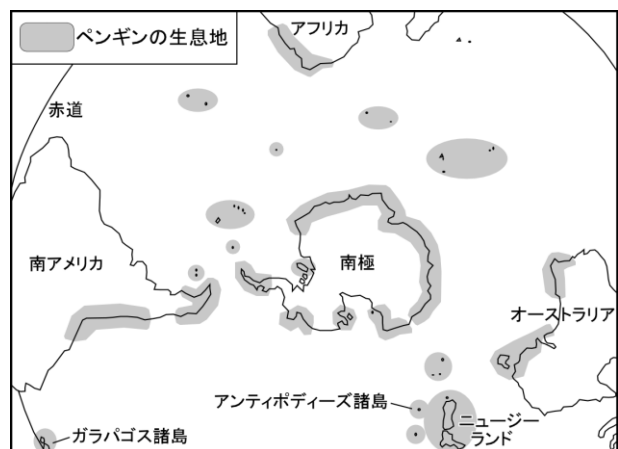 ペンギンの生息地
アフリカ
赤道
南アメリカ
南極
オーストラリア
アンティポディーズ諸島
ニュージー
ランド
ガラパゴス諸島